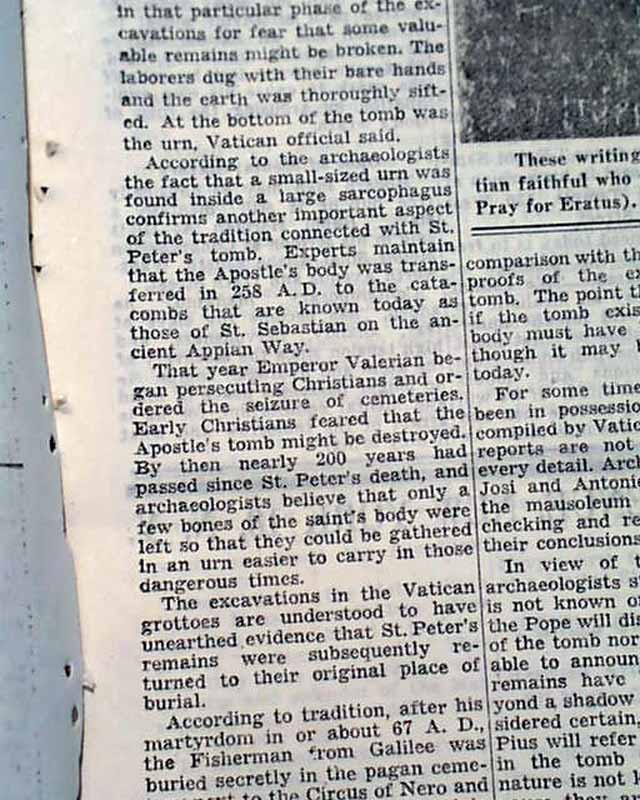 in that particular phase of the ex-
cavations for fear that some valu-
able remains might be broken. The
laborers dug with their bare hands
and the earth was thoroughly sift-
ed. At the bottom of the tomb was
the urn, Vatican official said.
According to the archaeologists
the fact that a small-sized urn was
found inside a large sarcophagus
confirms another important aspect
of the tradition connected with St.
Peter's tomb. Experts maintain
that the Apostle's body was trans-
ferred in 258 A.D. to the cata-
combs that are known today as
those of St. Sebastian on the an-
cient Appian Way.
That year Emperor Valerian be-
gan persecuting Christians and or-
dered the seizure of cemeteries.
Early Christians feared that the
Apostle's tomb might be destroyed.
By then nearly 200 years had
passed since St. Peter's death, and
archaeologists believe that only a
few bones of the saint's body were
left so that they could be gathered
in an urn easier to carry in those
dangerous times.
The excavations in the Vatican
grottoes are understood to have
unearthed evidence that St. Peter's
remains were subsequently re-
turned to their original place of
burial.
According to tradition, after his
martyrdom in or about 67 A. D.,
the Fisherman from Galilee was
buried secretly in the pagan ceme-
to the Circus of Nero and
These writing
tian faithful who
Pray for Eratus).
comparison with th
proofs of the ex
tomb. The point th
if the tomb exis
body must have
though it may b
today.
For some time
been in possessio
compiled by Vatic
reports are not
every detail. Arch
Josi and Antonie
the mausoleum
checking and re
their conclusions
In view of t
archaeologists s
is not known of
the Pope will dis
of the tomb nor
able to announ
remains have
yond a shadow
sidered certain,
Pius will refer
in the tomb
nature is not k